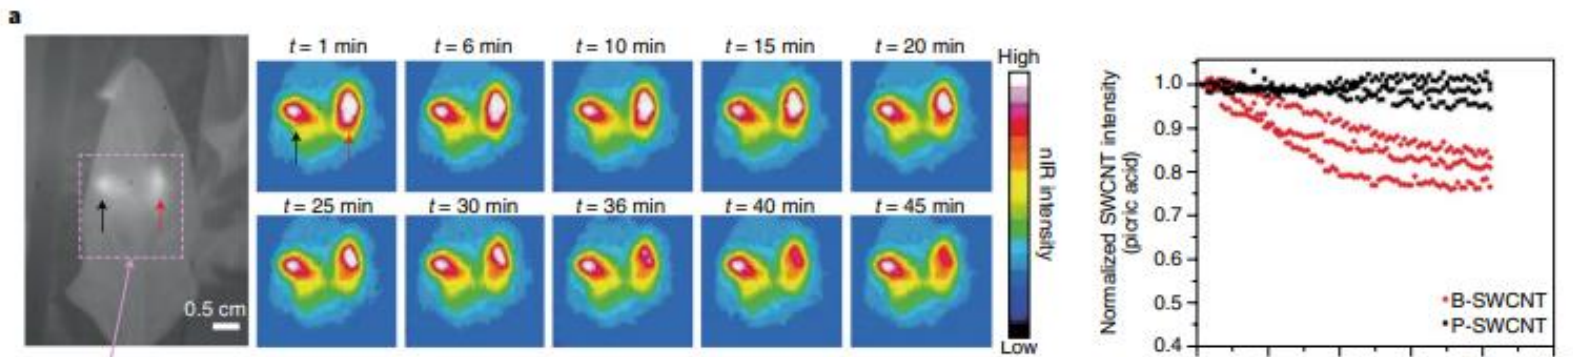 a
t = 1 min
t = 6 min
t = 10 min
t = 15 min
t = 20 min
t = 25 min
t = 30 min
t = 36 min
t = 40 min
t = 45 min
0.5 cm
High
nIR intensity
Low
Normalized SWCNT intensity
(picric acid)
1.0
0.9
0.8
0.7
0.6
0.5
0.4
B-SWCNT
P-SWCNT